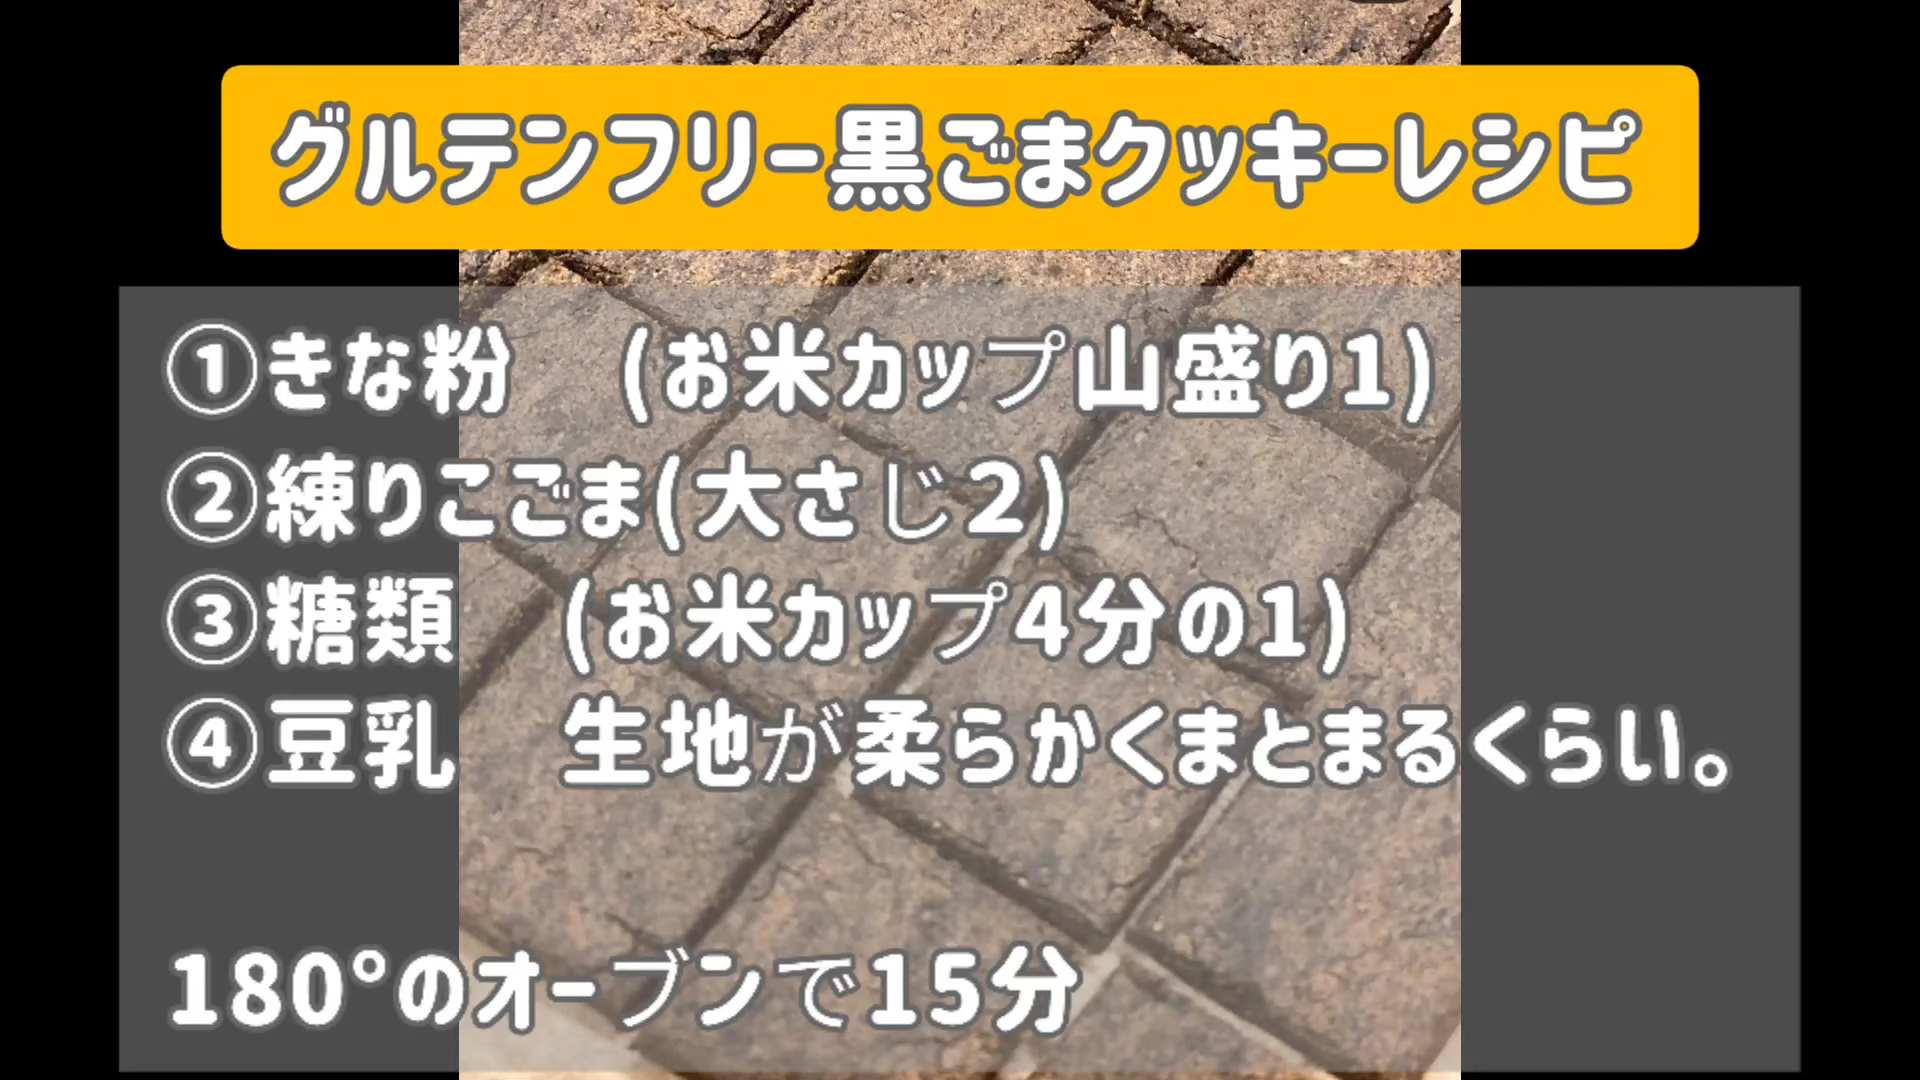 グルテンフリー黒ごまクッキーレシピ
①きな粉　(お米カップ山盛り1)
②練りこごま(大さじ2)
③糖類　(お米カップ4分の1)
④豆乳　生地が柔らかくまとまるくらい。
180°のオーブンで15分